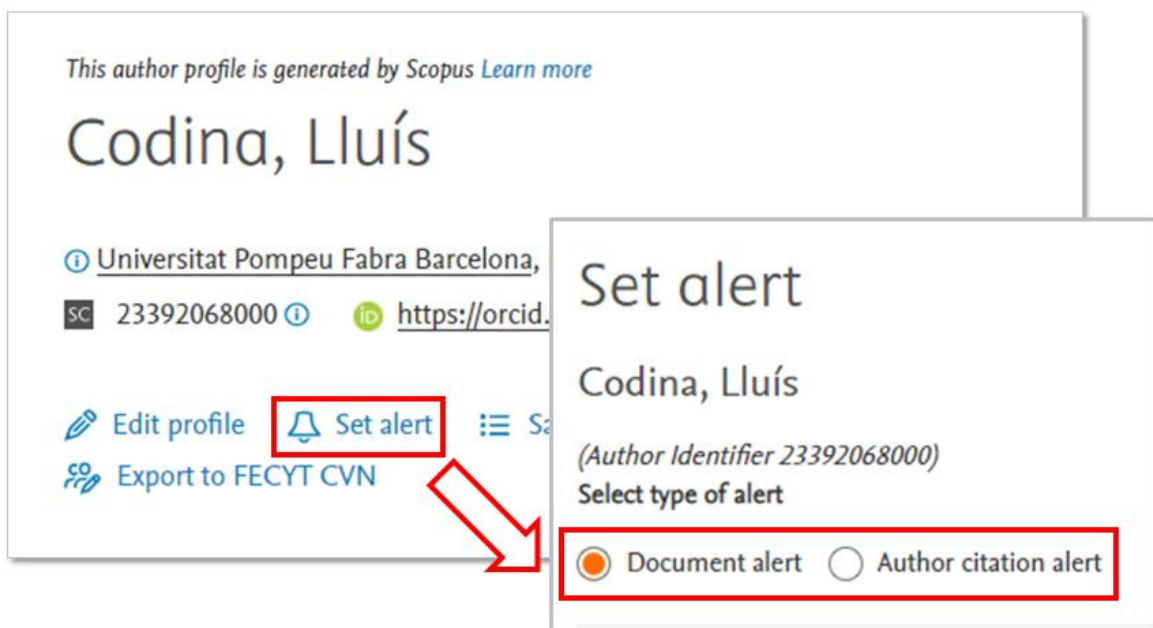 This author profile is generated by Scopus Learn more
Codina, Lluís
Universitat Pompeu Fabra Barcelona,
SC 23392068000 iD https://orcid.
Edit profile Set alert
Export to FECYT CVN
Set alert
Codina, Lluís
(Author Identifier 23392068000)
Select type of alert
Document alert Author citation alert